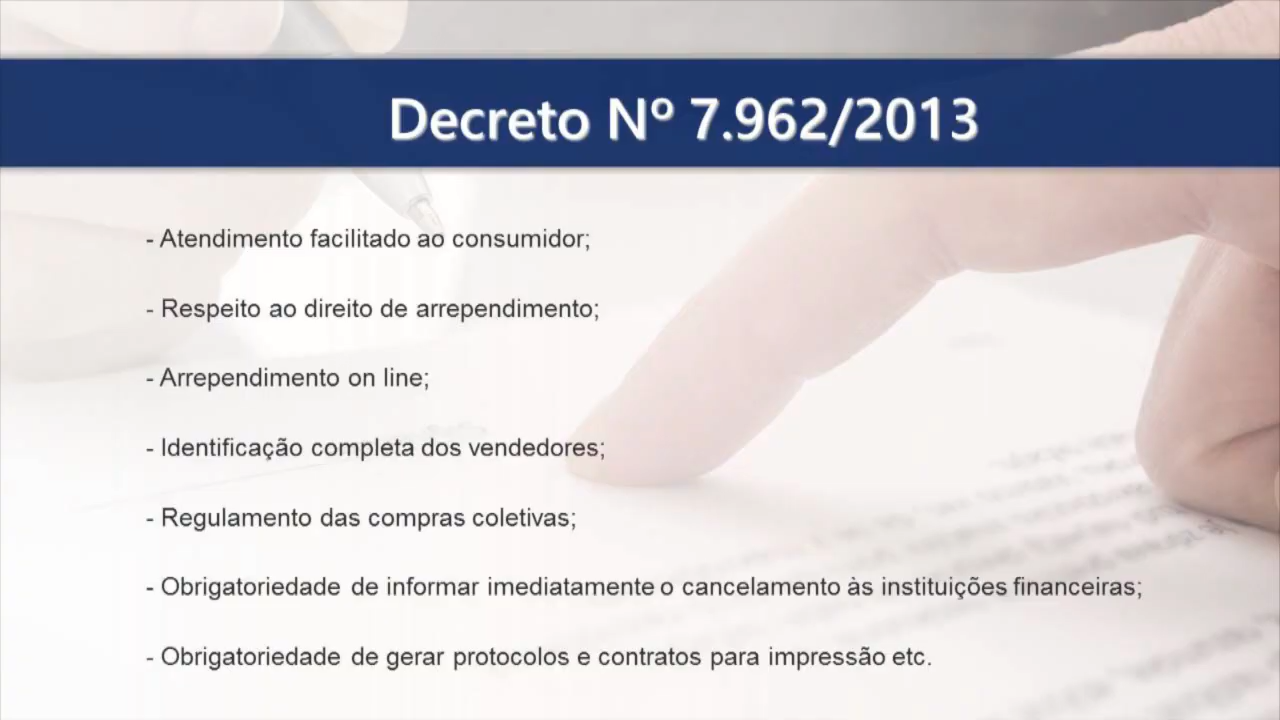 Decreto Nº 7.962/2013
- Atendimento facilitado ao consumidor;
- Respeito ao direito de arrependimento;
- Arrependimento on line;
- Identificação completa dos vendedores;
- Regulamento das compras coletivas;
- Obrigatoriedade de informar imediatamente o cancelamento às instituições financeiras;
- Obrigatoriedade de gerar protocolos e contratos para impressão etc.